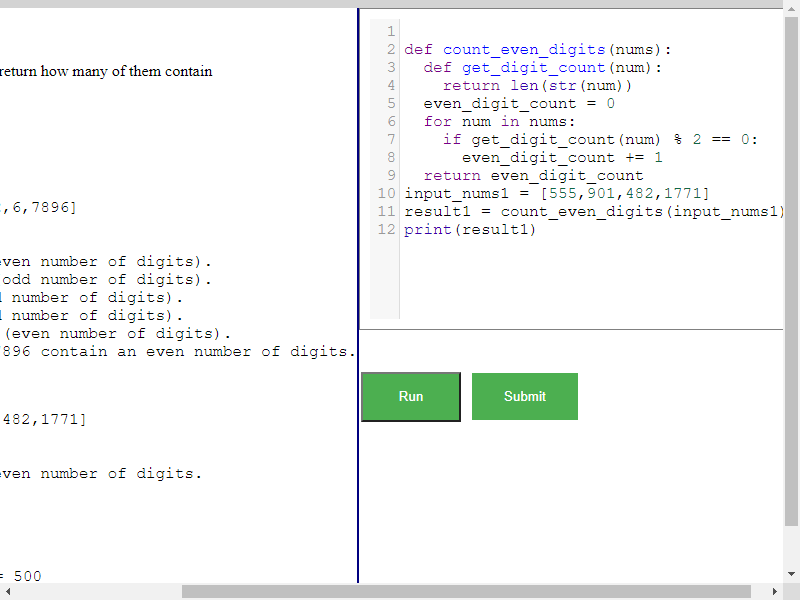 return how many of them contain
,6,7896]
even number of digits).
odd number of digits).
number of digits).
number of digits).
(even number of digits).
896 contain an even number of digits.
482,1771]
even number of digits.
= 500
1
2 def count_even_digits(nums):
3   def get_digit_count(num):
4     return len(str(num))
5   even_digit_count = 0
6   for num in nums:
7     if get_digit_count(num) % 2 == 0:
8       even_digit_count += 1
9   return even_digit_count
10 input_nums1 = [555,901,482,1771]
11 result1 = count_even_digits(input_nums1)
12 print(result1)
Run
Submit